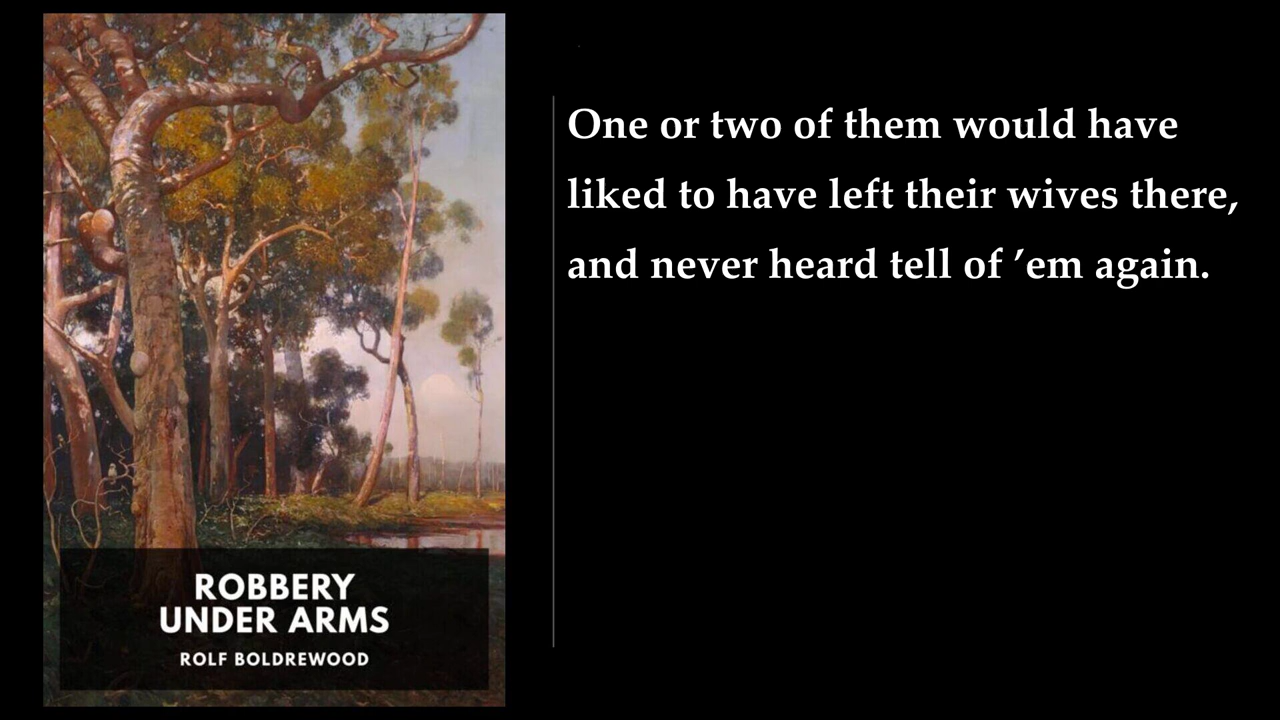 One or two of them would have
liked to have left their wives there,
and never heard tell of ’em again.
ROBBERY
UNDER ARMS
ROLF BOLDREWOOD